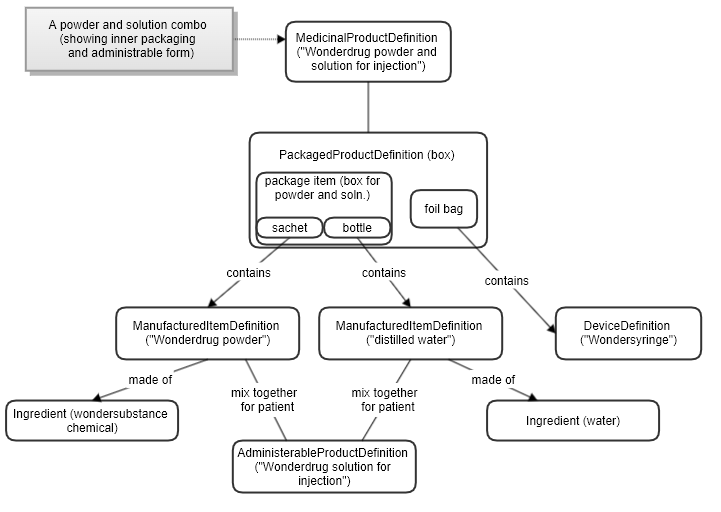 A powder and solution combo
(showing inner packaging
and administrable form)
MedicinalProductDefinition
("Wonderdrug powder and
solution for injection")
PackagedProductDefinition (box)
package item (box for
powder and soln.)
foil bag
sachet
bottle
contains
contains
contains
ManufacturedItemDefinition
("Wonderdrug powder")
ManufacturedItemDefinition
("distilled water")
DeviceDefinition
("Wondersyringe")
made of
mix together
for patient
mix together
for patient
made of
Ingredient (wondersubstance
chemical)
Ingredient (water)
AdministerableProductDefinition
("Wonderdrug solution for
injection")